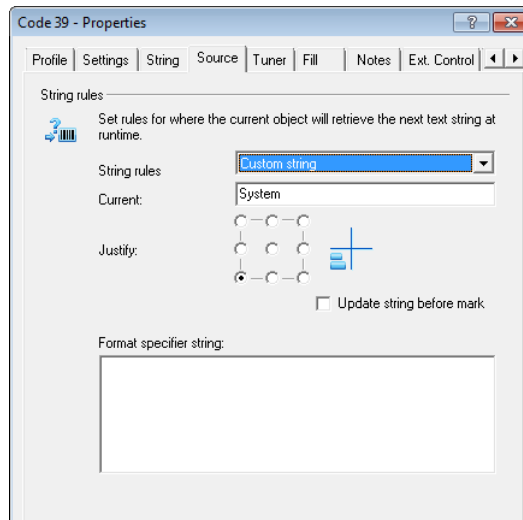 Code 39 - Properties
Profile Settings String Source Tuner Fill Notes Ext. Control
String rules
Set rules for where the current object will retrieve the next text string at
runtime.
String rules Custom string
Current: System
Justify:
Update string before mark
Format specifier string: